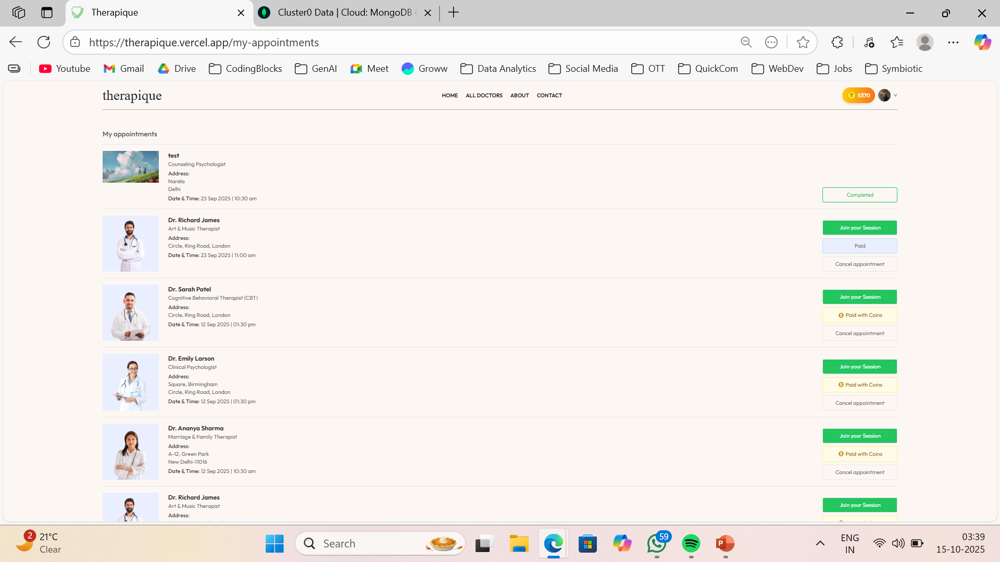 Therapique
Cluster0 Data | Cloud: MongoDB
https://therapique.vercel.app/my-appointments
Youtube
Gmail
Drive
CodingBlocks
GenAI
Meet
Groww
Data Analytics
Social Media
OTT
QuickCom
WebDev
Jobs
Symbiotic
therapique
HOME
ALL DOCTORS
ABOUT
CONTACT
T 5370
My appointments
test
Counseling Psychologist
Address:
Narela
Delhi
Date & Time: 23 Sep 2025 | 10:30 am
Completed
Dr. Richard James
Art & Music Therapist
Address:
Circle, Ring Road, London
Date & Time: 23 Sep 2025 | 11:00 am
Join your Session
Paid
Cancel appointment
Dr. Sarah Patel
Cognitive Behavioral Therapist (CBT)
Address:
Circle, Ring Road, London
Date & Time: 12 Sep 2025 | 01:30 pm
Join your Session
Paid with Coins
Cancel appointment
Dr. Emily Larson
Clinical Psychologist
Address:
Square, Birmingham
Circle, Ring Road, London
Date & Time: 12 Sep 2025 | 01:30 pm
Join your Session
Paid with Coins
Cancel appointment
Dr. Ananya Sharma
Marriage & Family Therapist
Address:
A-12, Green Park
New Delhi-11016
Date & Time: 12 Sep 2025 | 10:30 am
Join your Session
Paid with Coins
Cancel appointment
Dr. Richard James
Art & Music Therapist
Address:
Join your Session
2
21°C
Clear
Search
59
P
ENG
IN
03:39
15-10-2025